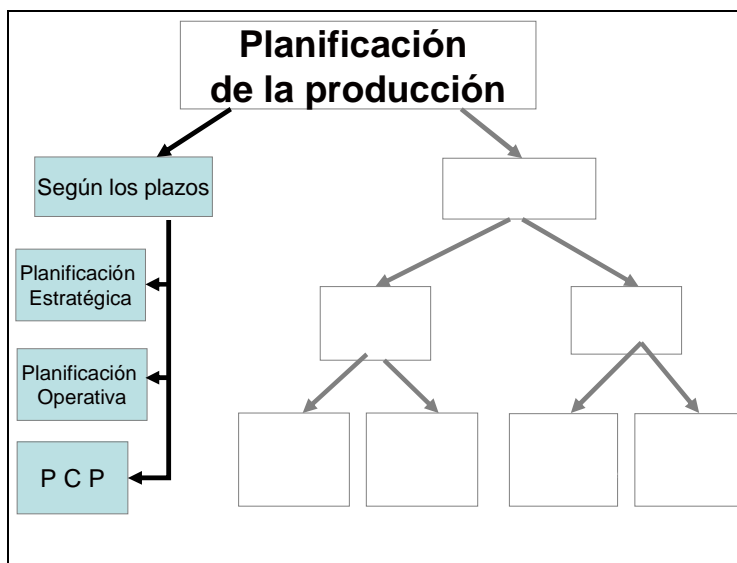 Planificación
de la producción
Según los plazos
Planificación
Estratégica
Planificación
Operativa
P C P